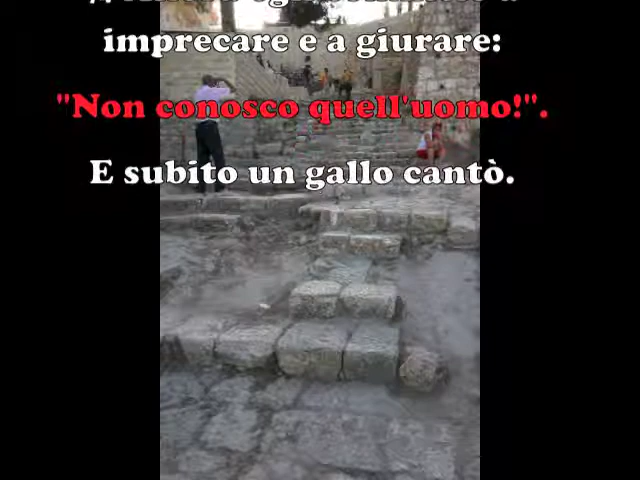 imprecare e a giurare:
"Non conosco quell'uomo!".
E subito un gallo cantò.